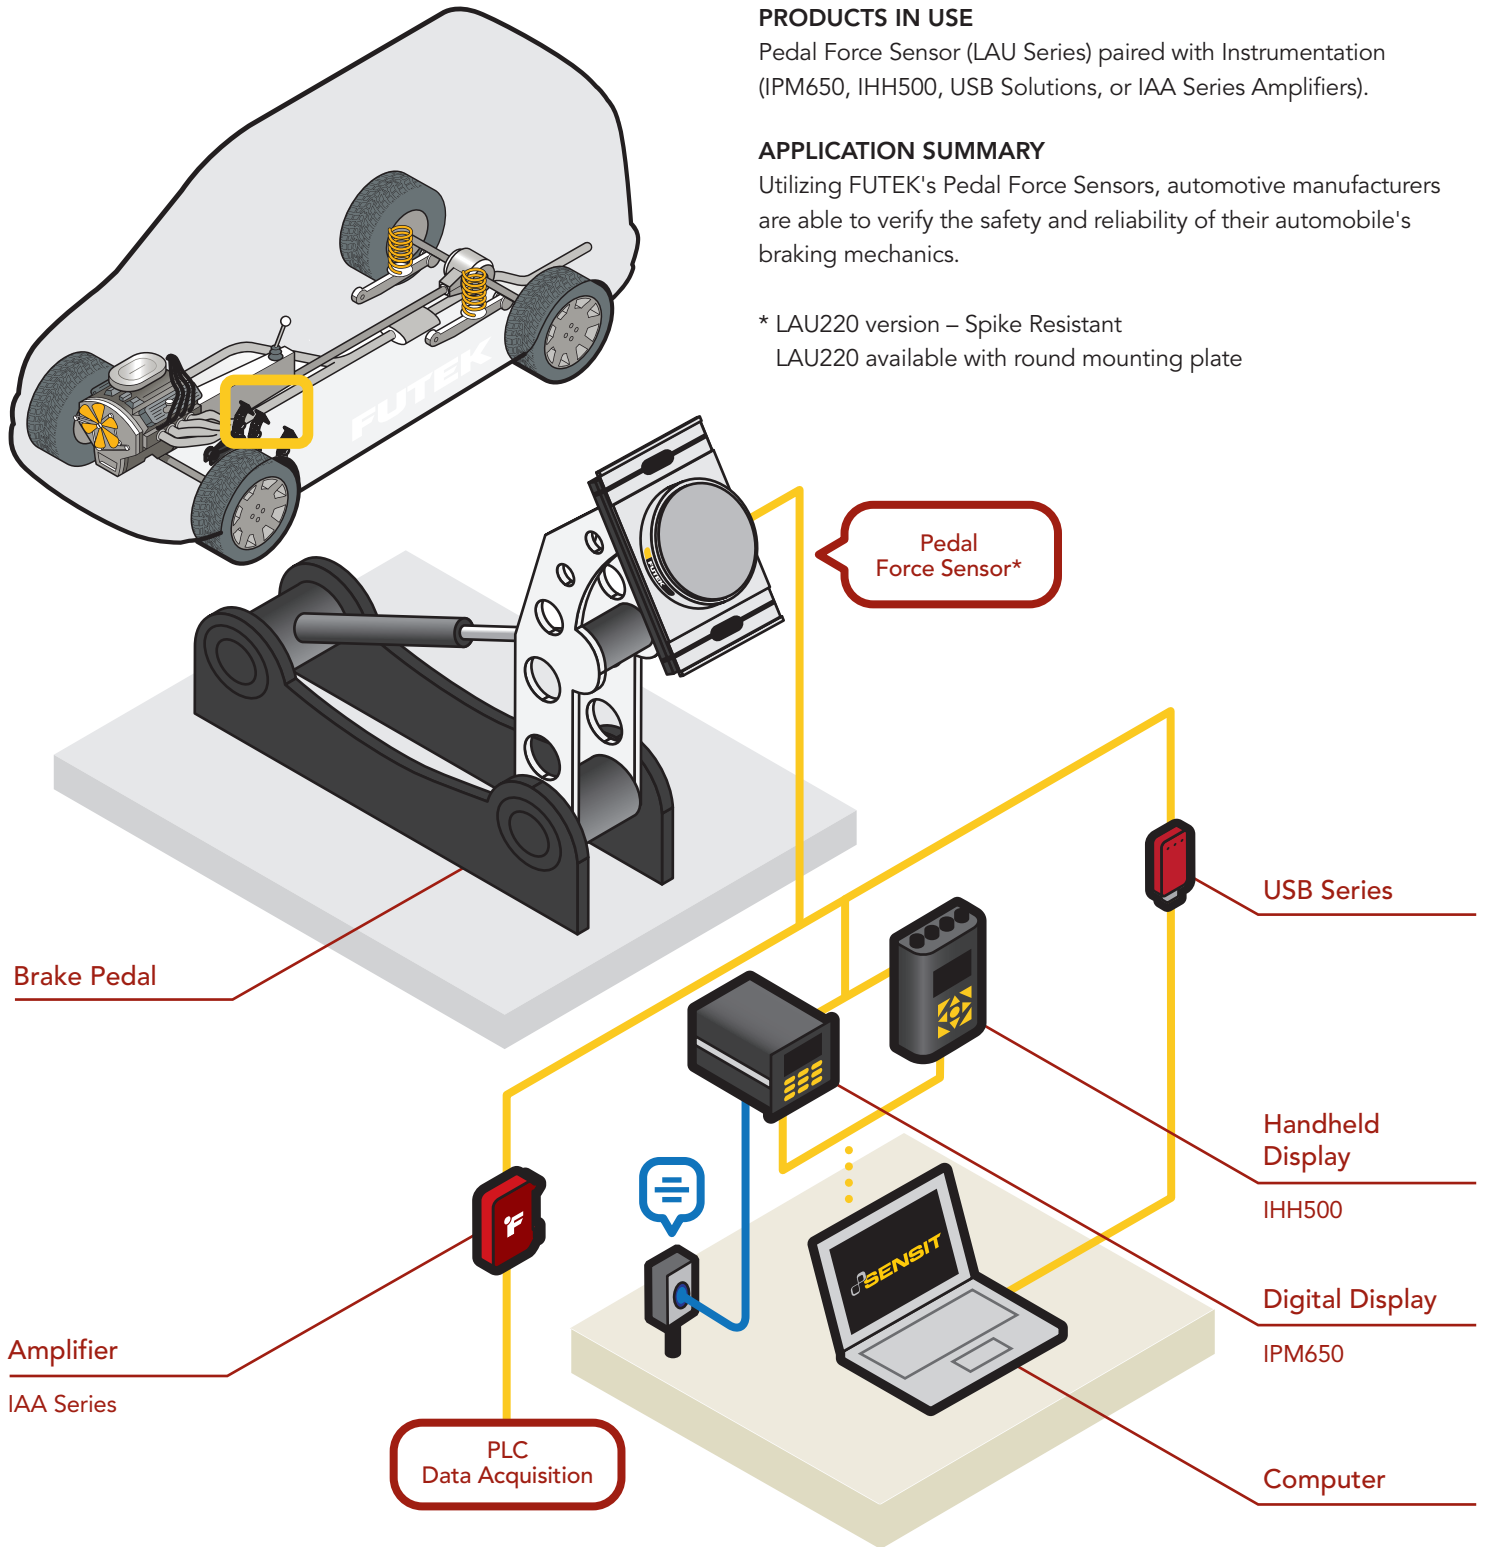 PRODUCTS IN USE
Pedal Force Sensor (LAU Series) paired with Instrumentation
(IPM650, IHH500, USB Solutions, or IAA Series Amplifiers).
APPLICATION SUMMARY
Utilizing FUTEK's Pedal Force Sensors, automotive manufacturers
are able to verify the safety and reliability of their automobile's
braking mechanics.
* LAU220 version – Spike Resistant
LAU220 available with round mounting plate
FUTEK
FUTEK
Pedal
Force Sensor*
USB Series
Brake Pedal
Handheld
Display
IHH500
SENSIT
Digital Display
IPM650
Amplifier
IAA Series
F
PLC
Data Acquisition
Computer